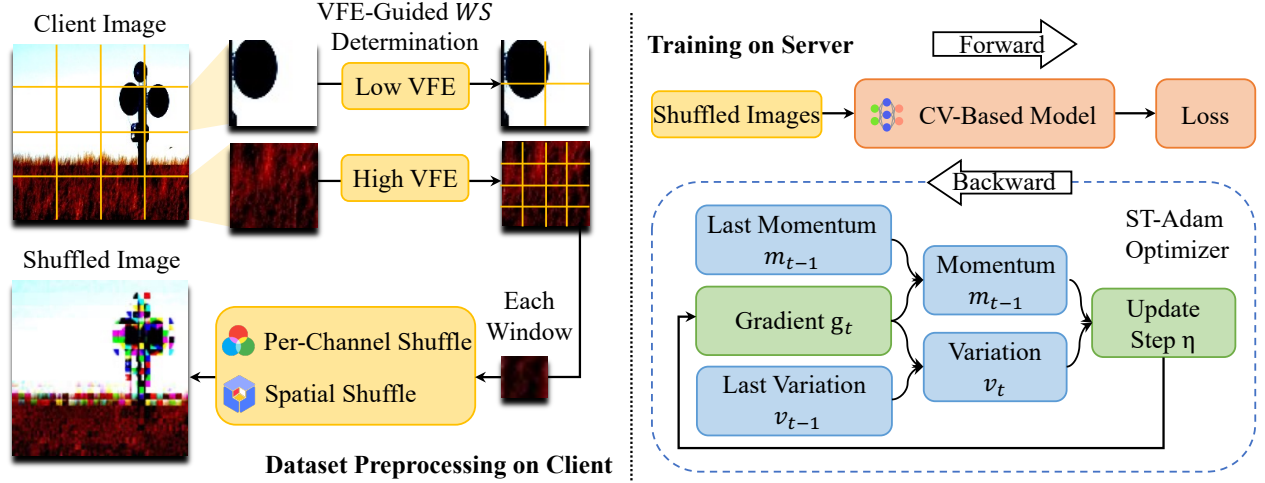 Client Image
VFE-Guided WS
Determination
Low VFE
High VFE
Shuffled Image
Per-Channel Shuffle
Spatial Shuffle
Each
Window
Dataset Preprocessing on Client
Training on Server
Forward
Shuffled Images
CV-Based Model
Loss
Backward
ST-Adam
Optimizer
Last Momentum
m_{t−1}
Gradient g_t
Last Variation
v_{t−1}
Momentum
m_{t−1}
Variation
v_t
Update
Step η